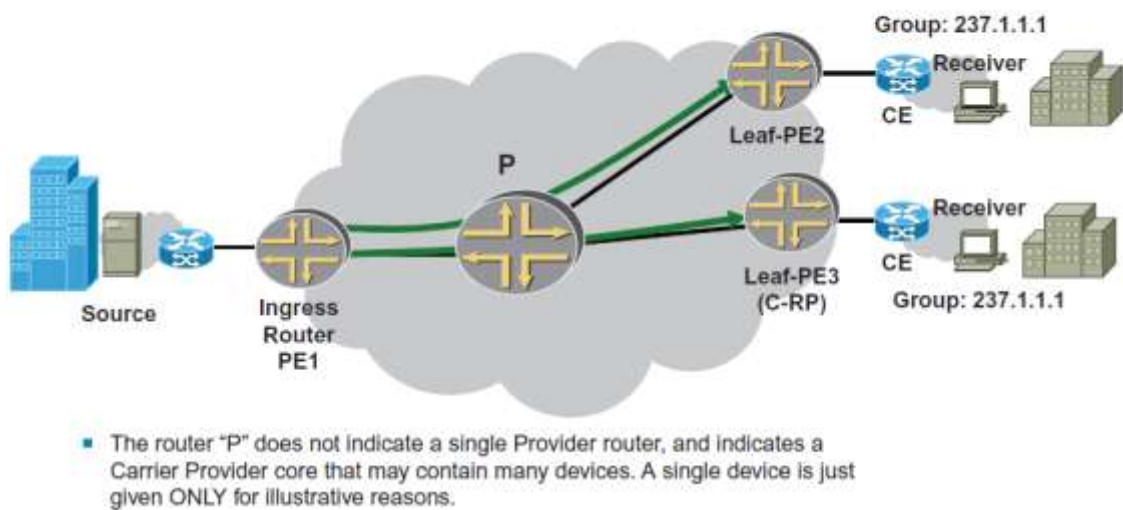 Group: 237.1.1.1
Receiver
CE
Leaf-PE2
P
Receiver
CE
Leaf-PE3
(C-RP)
Group: 237.1.1.1
Source
Ingress
Router
PE1
The router “P” does not indicate a single Provider router, and indicates a
Carrier Provider core that may contain many devices. A single device is just
given ONLY for illustrative reasons.